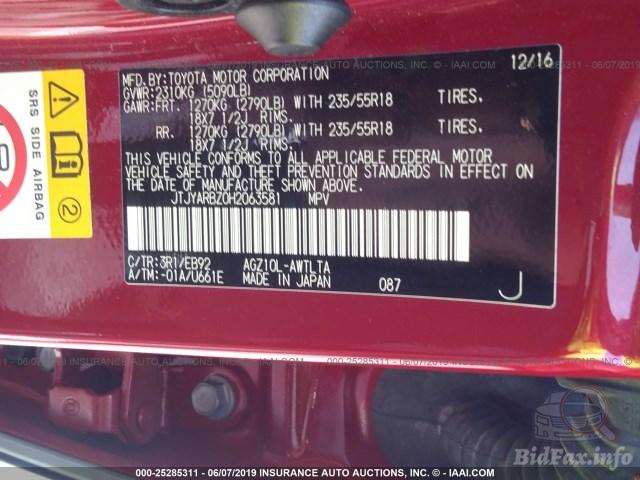 12/16
MFD.BY:TOYOTA MOTOR CORPORATION
GVWR:2310KG (5090LB)
GAWR:FRT. 1270KG (2790LB) WITH 235/55R18 TIRES.
18X7 1/2J RIMS.
RR. 1270KG (2790LB) WITH 235/55R18 TIRES.
18X7 1/2J RIMS.
THIS VEHICLE CONFORMS TO ALL APPLICABLE FEDERAL MOTOR
VEHICLE SAFETY AND THEFT PREVENTION STANDARDS IN EFFECT ON
THE DATE OF MANUFACTURE SHOWN ABOVE.
JTJYARBZ0H2063581 MPV
C/TR:3R1/EB92 AGZ10L-AWTLTA
A/TM:-01A/U661E MADE IN JAPAN 087 J
SRS SIDE AIRBAG
2
000-25285311 - 06/07/2019 INSURANCE AUTO AUCTIONS, INC. - © IAAI.COM
BidFax.info